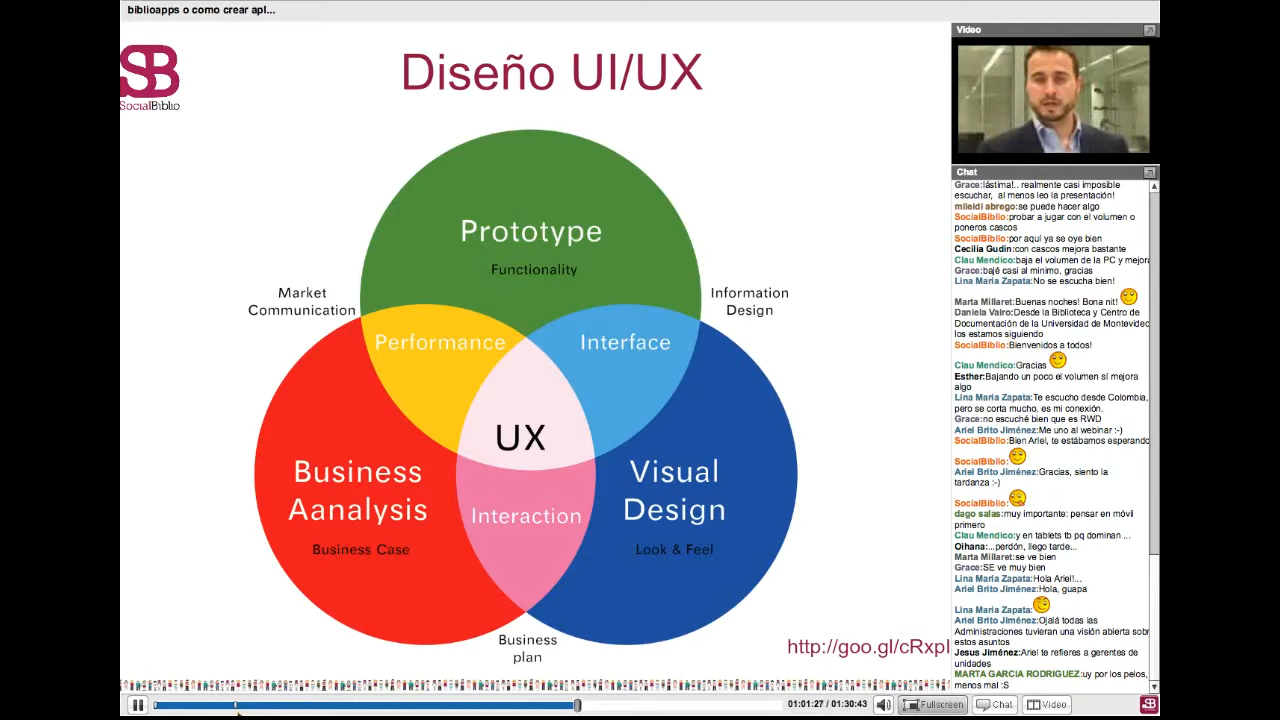 biblioapps o como crear apl...
SB
SOCIALBIBLIO
Diseño UI/UX
Prototype
Functionality
Market
Communication
Information
Design
Performance
Interface
UX
Business
Aanalysis
Visual
Design
Interaction
Business Case
Look & Feel
Business
plan
http://goo.gl/cRxpI
Video
Chat
Grace:lástima!.. realmente casi imposible
escuchar, al menos leo la presentación!
mileidi abrego:se puede hacer algo
SocialBiblio:probar a jugar con el volumen o
poneros cascos
SocialBiblio:por aquí ya se oye bien
Cecilia Gudin:con cascos mejora bastante
Clau Mendico:baja el volumen de la PC y mejora
Grace:bajé casi al minimo, gracias
Lina María Zapata:No se escucha bien!
Marta Millaret:Buenas noches! Bona nit!
Daniela Vairo:Desde la Biblioteca y Centro de
Documentación de la Universidad de Montevideo
los estamos siguiendo
SocialBiblio:Bienvenidos a todos!
Clau Mendico:Gracias
Esther:Bajando un poco el volumen sí mejora
algo
Lina María Zapata:Te escucho desde Colombia,
pero se corta mucho, es mi conexión.
Grace:no escuché bien que es RWD
Ariel Brito Jiménez:Me uno al webinar :-)
SocialBiblio:Bien Ariel, te estábamos esperando
SocialBiblio:
Ariel Brito Jiménez:Gracias, siento la
tardanza :-)
SocialBiblio:
dago salas:muy importante: pensar en móvil
primero
Clau Mendico:y en tablets tb pq dominan ...
Oihana:...perdón, llego tarde...
Marta Millaret:se ve bien
Grace:SE ve muy bien
Lina María Zapata:Hola Ariel!...
Ariel Brito Jiménez:Hola, guapa
Lina María Zapata:
Ariel Brito Jiménez:Ojalá todas las
Administraciones tuvieran una visión abierta sobr
estos asuntos
Jesus Jiménez:Ariel te refieres a gerentes de
unidades
MARTA GARCIA RODRIGUEZ:uy por los pelos,
menos mal :S
01:01:27 / 01:30:43
Fullscreen
Chat
Video
SB